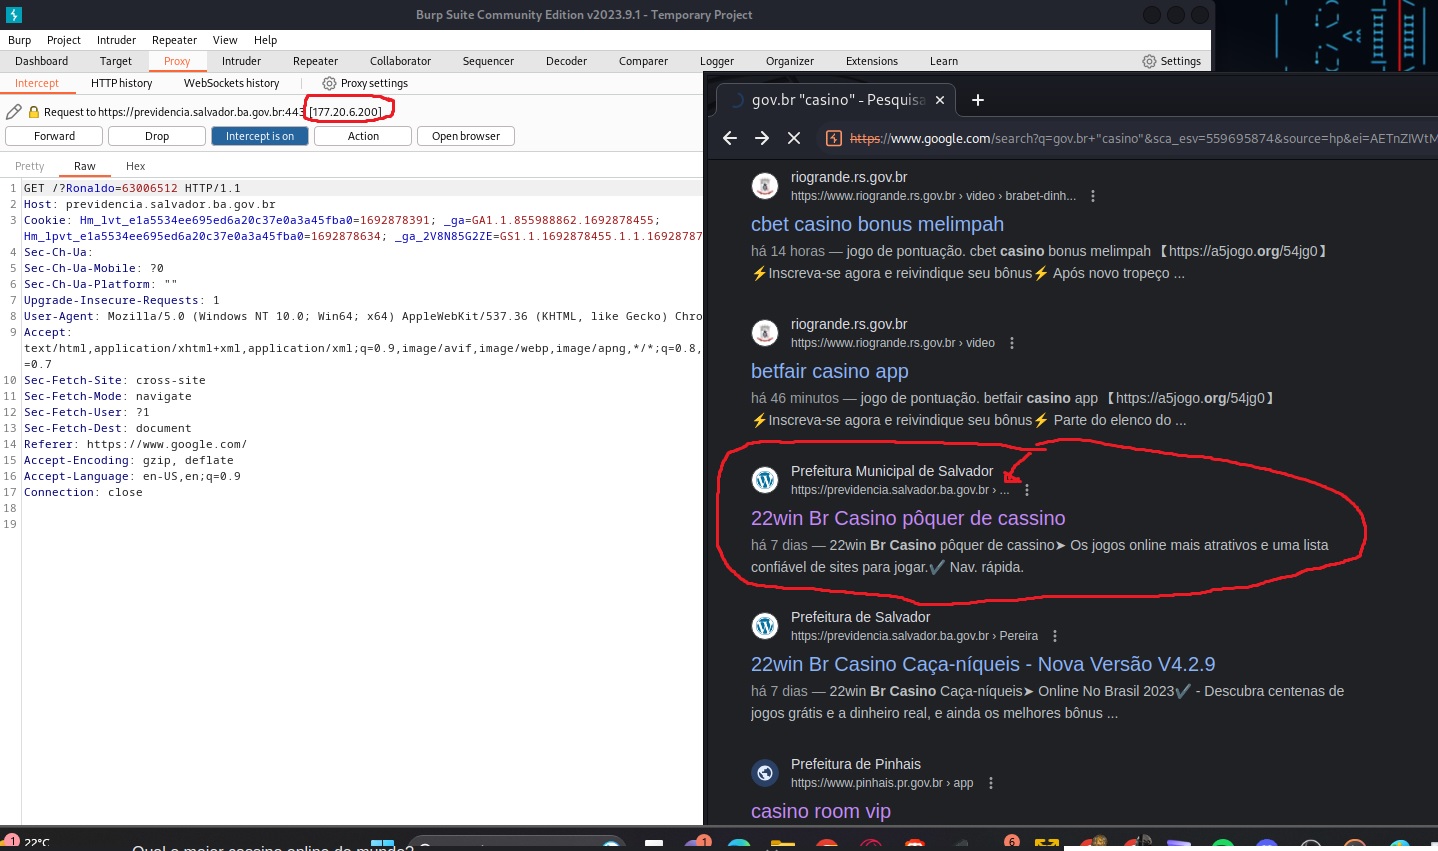 Burp Suite Community Edition v2023.9.1 - Temporary Project
Burp Project Intruder Repeater View Help
Dashboard Target Proxy Intruder Repeater Collaborator Sequencer Decoder Comparer Logger Organizer Extensions Learn Settings
Intercept HTTP history WebSockets history Proxy settings
Request to https://previdencia.salvador.ba.gov.br:443 [177.20.6.200]
Forward Drop Intercept is on Action Open browser
Pretty Raw Hex
1 GET /?Ronaldo=63006512 HTTP/1.1
2 Host: previdencia.salvador.ba.gov.br
3 Cookie: Hm_lvt_e1a5534ee695ed6a20c37e0a3a45fba0=1692878391; _ga=GA1.1.855988862.1692878455;
Hm_lpvt_e1a5534ee695ed6a20c37e0a3a45fba0=1692878634; _ga_2V8N85G2ZE=GS1.1.1692878455.1.1.16928787
4 Sec-Ch-Ua:
5 Sec-Ch-Ua-Mobile: ?0
6 Sec-Ch-Ua-Platform: ""
7 Upgrade-Insecure-Requests: 1
8 User-Agent: Mozilla/5.0 (Windows NT 10.0; Win64; x64) AppleWebKit/537.36 (KHTML, like Gecko) Chro
9 Accept:
text/html,application/xhtml+xml,application/xml;q=0.9,image/avif,image/webp,image/apng,*/*;q=0.8,
=0.7
10 Sec-Fetch-Site: cross-site
11 Sec-Fetch-Mode: navigate
12 Sec-Fetch-User: ?1
13 Sec-Fetch-Dest: document
14 Referer: https://www.google.com/
15 Accept-Encoding: gzip, deflate
16 Accept-Language: en-US,en;q=0.9
17 Connection: close
18
19
gov.br "casino" - Pesquisa
https://www.google.com/search?q=gov.br+"casino"&sca_esv=559695874&source=hp&ei=AETnZIWtM
riogrande.rs.gov.br
https://www.riogrande.rs.gov.br › video › brabet-dinh...
cbet casino bonus melimpah
há 14 horas — jogo de pontuação. cbet casino bonus melimpah【https://a5jogo.org/54jg0】
⚡Inscreva-se agora e reivindique seu bônus⚡ Após novo tropeço ...
riogrande.rs.gov.br
https://www.riogrande.rs.gov.br › video
betfair casino app
há 46 minutos — jogo de pontuação. betfair casino app【https://a5jogo.org/54jg0】
⚡Inscreva-se agora e reivindique seu bônus⚡ Parte do elenco do ...
Prefeitura Municipal de Salvador
https://previdencia.salvador.ba.gov.br › ...
22win Br Casino pôquer de cassino
há 7 dias — 22win Br Casino pôquer de cassino➤ Os jogos online mais atrativos e uma lista
confiável de sites para jogar.✔️ Nav. rápida.
Prefeitura de Salvador
https://previdencia.salvador.ba.gov.br › Pereira
22win Br Casino Caça-níqueis - Nova Versão V4.2.9
há 7 dias — 22win Br Casino Caça-níqueis➤ Online No Brasil 2023✔️ - Descubra centenas de
jogos grátis e a dinheiro real, e ainda os melhores bônus ...
Prefeitura de Pinhais
https://www.pinhais.pr.gov.br › app
casino room vip
1 22°C 1 6